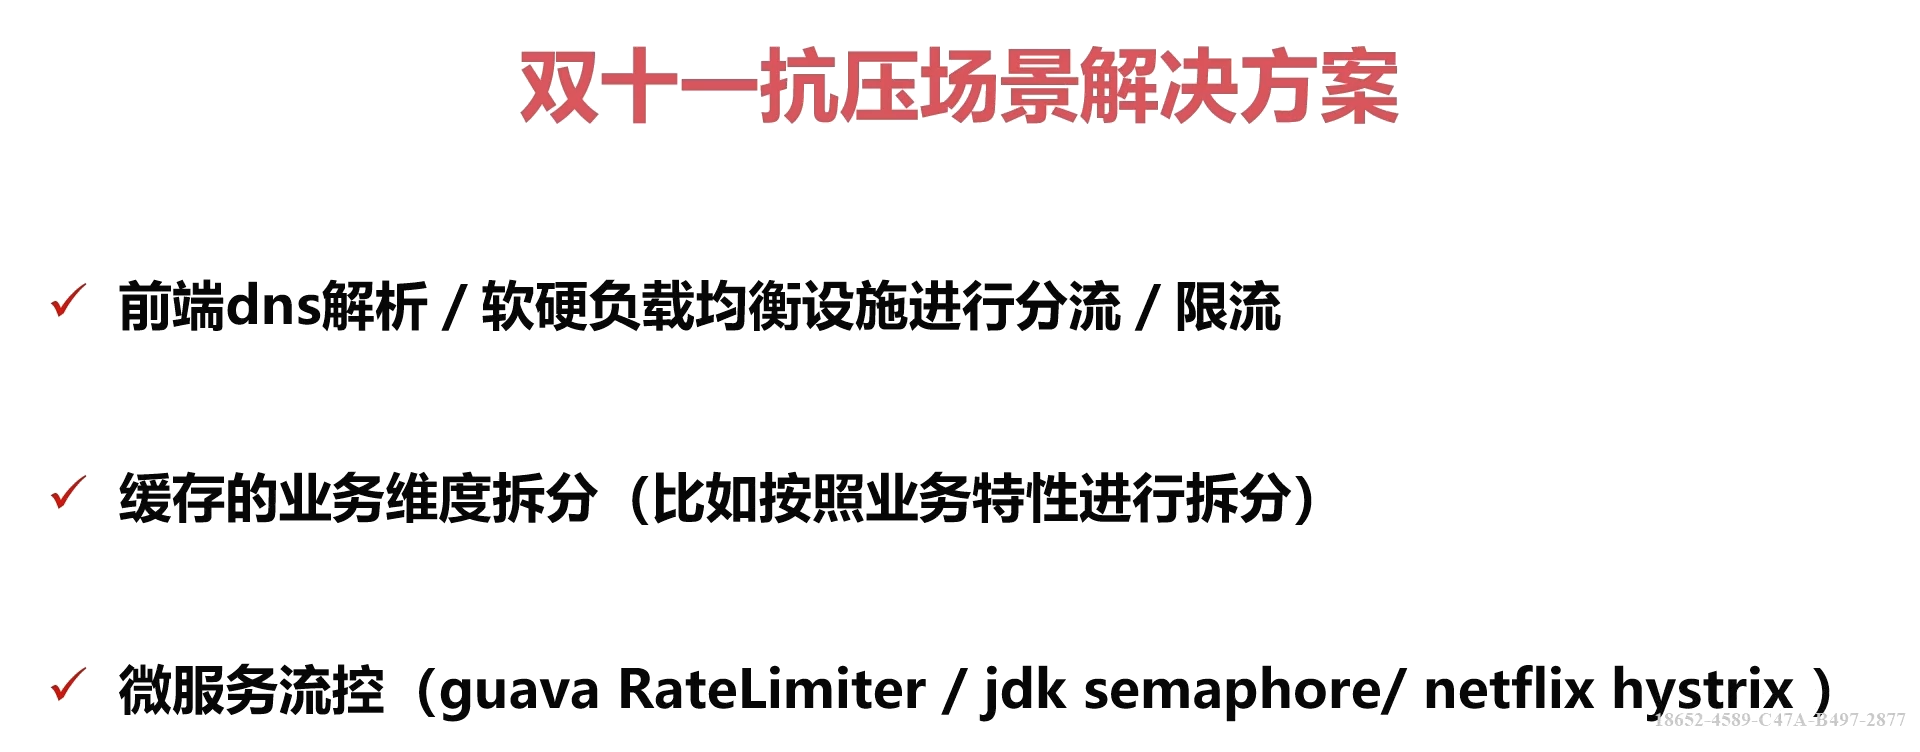 双十一抗压场景解决方案
✓ 前端dns解析 / 软硬负载均衡设施进行分流 / 限流
✓ 缓存的业务维度拆分（比如按照业务特性进行拆分）
✓ 微服务流控（guava RateLimiter / jdk semaphore/ netflix hystrix ）
18652-4589-C47A-B497-2877